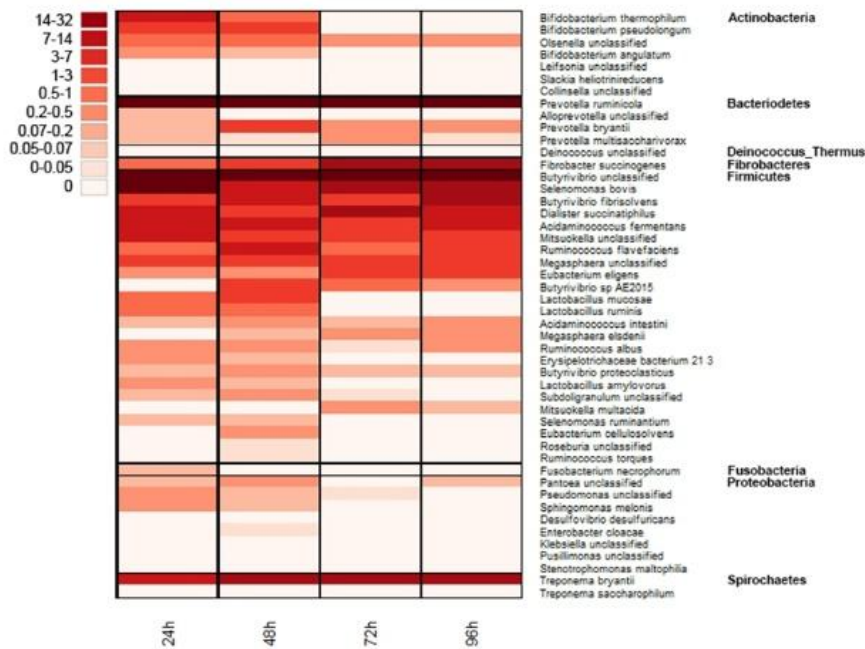 14-32
7-14
3-7
1-3
0.5-1
0.2-0.5
0.07-0.2
0.05-0.07
0-0.05
0
Bifidobacterium thermophilum Actinobacteria
Bifidobacterium pseudolongum
Olsenella unclassified
Bifidobacterium angulatum
Leifsonia unclassified
Slackia heliotrinireducens
Collinsella unclassified
Prevotella ruminicola Bacteriodetes
Alloprevotella unclassified
Prevotella bryantii
Prevotella multisaccharivorax
Deinococcus unclassified Deinococcus_Thermus
Fibrobacter succinogenes Fibrobacteres
Butyrivibrio unclassified Firmicutes
Selenomonas bovis
Butyrivibrio fibrisolvens
Dialister succinatiphilus
Acidaminococcus fermentans
Mitsuokella unclassified
Ruminococcus flavefaciens
Megasphaera unclassified
Eubacterium eligens
Butyrivibrio sp AE2015
Lactobacillus mucosae
Lactobacillus ruminis
Acidaminococcus intestini
Megasphaera elsdenii
Ruminococcus albus
Erysipelotrichaceae bacterium 21 3
Butyrivibrio proteoclasticus
Lactobacillus amylovorus
Subdoligranulum unclassified
Mitsuokella multacida
Selenomonas ruminantium
Eubacterium cellulosolvens
Roseburia unclassified
Ruminococcus torques
Fusobacterium necrophorum Fusobacteria
Pantoea unclassified Proteobacteria
Pseudomonas unclassified
Sphingomonas melonis
Desulfovibrio desulfuricans
Enterobacter cloacae
Klebsiella unclassified
Pusillimonas unclassified
Stenotrophomonas maltophilia
Treponema bryantii Spirochaetes
Treponema saccharophilum
24h 48h 72h 96h